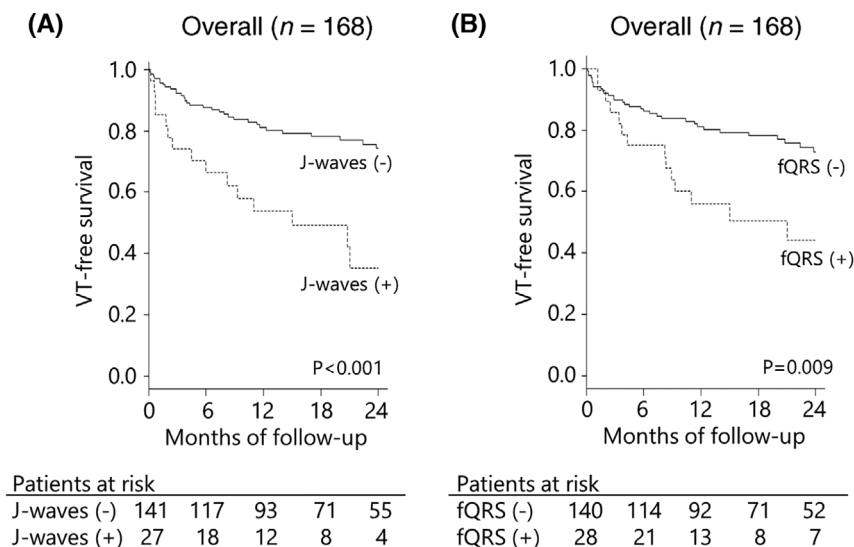 (A) Overall (n = 168)
VT-free survival
1.0
0.8
0.6
0.4
0.2
0.0
J-waves (-)
J-waves (+)
P<0.001
0 6 12 18 24
Months of follow-up
Patients at risk
J-waves (-) 141 117 93 71 55
J-waves (+) 27 18 12 8 4
(B) Overall (n = 168)
VT-free survival
1.0
0.8
0.6
0.4
0.2
0.0
fQRS (-)
fQRS (+)
P=0.009
0 6 12 18 24
Months of follow-up
Patients at risk
fQRS (-) 140 114 92 71 52
fQRS (+) 28 21 13 8 7